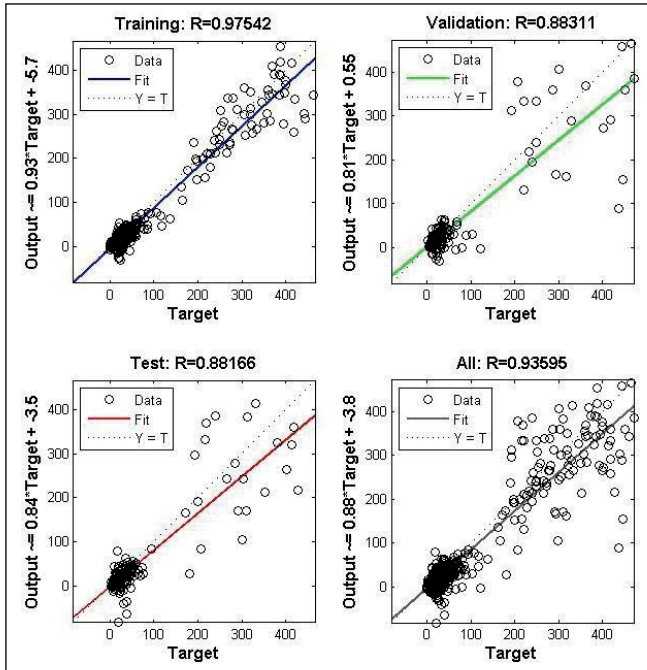 Training: R=0.97542
Output ~= 0.93*Target + -5.7
400
300
200
100
0
Data
Fit
Y = T
0 100 200 300 400
Target
Validation: R=0.88311
Output ~= 0.81*Target + 0.55
400
300
200
100
0
Data
Fit
Y = T
0 100 200 300 400
Target
Test: R=0.88166
Output ~= 0.84*Target + -3.5
400
300
200
100
0
Data
Fit
Y = T
0 100 200 300 400
Target
All: R=0.93595
Output ~= 0.88*Target + -3.8
400
300
200
100
0
Data
Fit
Y = T
0 100 200 300 400
Target